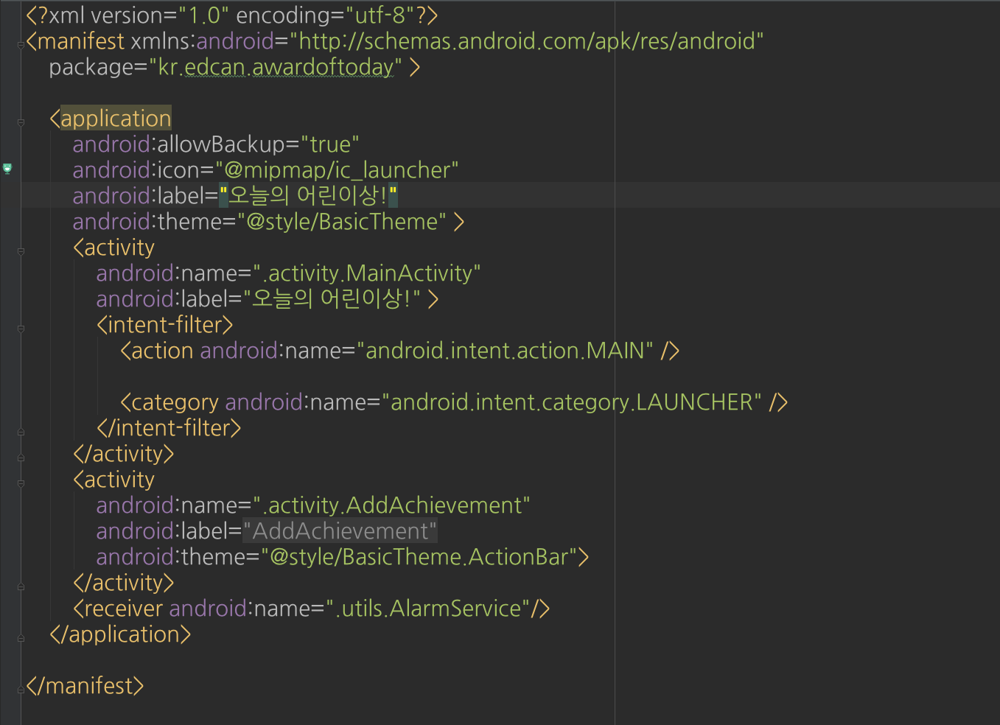 <?xml version="1.0" encoding="utf-8"?>
<manifest xmlns:android="http://schemas.android.com/apk/res/android"
package="kr.edcan.awardoftoday" >
<application
android:allowBackup="true"
android:icon="@mipmap/ic_launcher"
android:label="오늘의 어린이상!"
android:theme="@style/BasicTheme" >
<activity
android:name=".activity.MainActivity"
android:label="오늘의 어린이상!" >
<intent-filter>
<action android:name="android.intent.action.MAIN" />
<category android:name="android.intent.category.LAUNCHER" />
</intent-filter>
</activity>
<activity
android:name=".activity.AddAchievement"
android:label="AddAchievement"
android:theme="@style/BasicTheme.ActionBar">
</activity>
<receiver android:name=".utils.AlarmService"/>
</application>
</manifest>